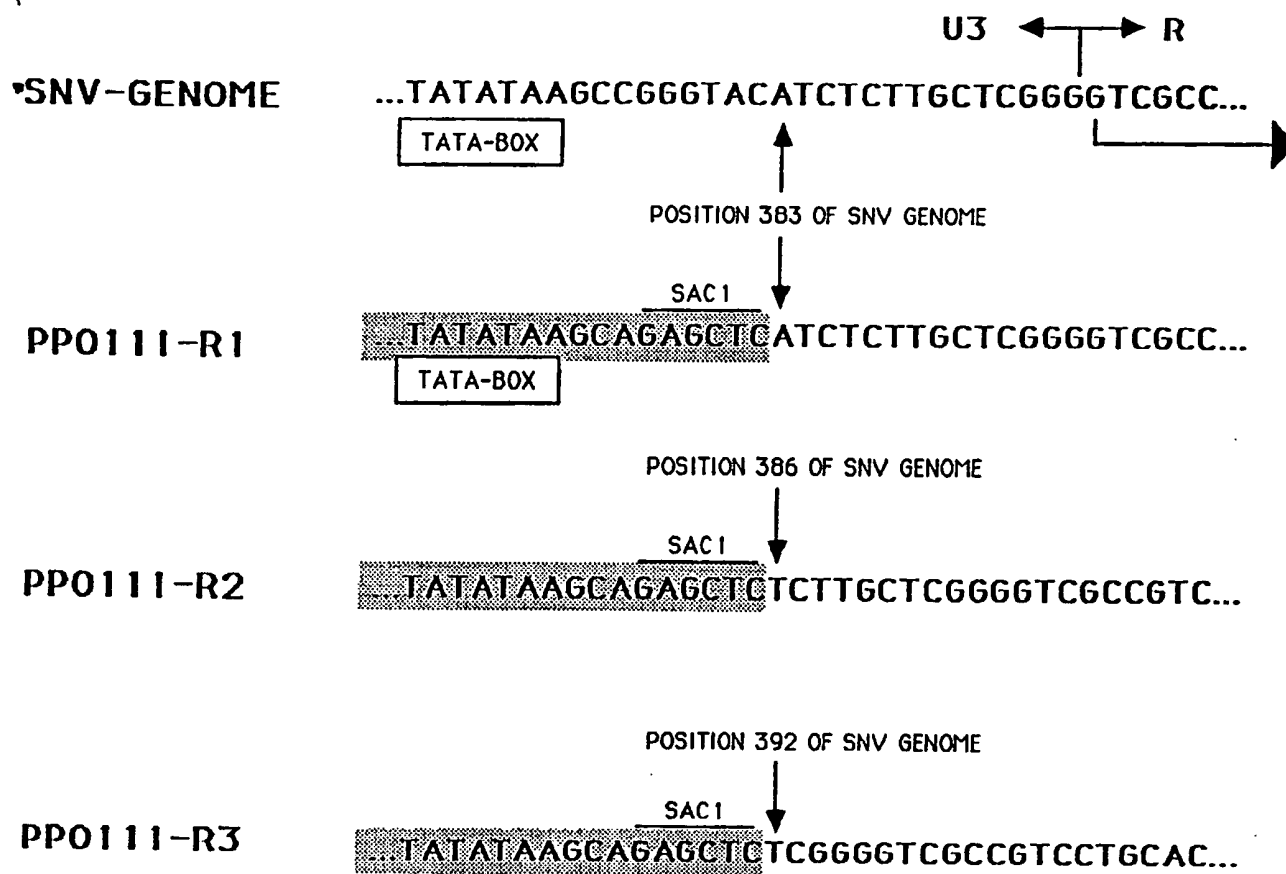 U3 R
SNV-GENOME ...TATATAAGCCGGGTACATCTCTTGCTCGGGGTCGCC...
TATA-BOX
POSITION 383 OF SNV GENOME
SAC1
PPO111-R1 ...TATATAAGCAGAGCTCATCTCTTGCTCGGGGTCGCC...
TATA-BOX
POSITION 386 OF SNV GENOME
SAC1
PPO111-R2 ...TATATAAGCAGAGCTCTCTTGCTCGGGGTCGCCGTC...
POSITION 392 OF SNV GENOME
SAC1
PPO111-R3 ...TATATAAGCAGAGCTCTCGGGGTCGCCGTCCTGCAC...